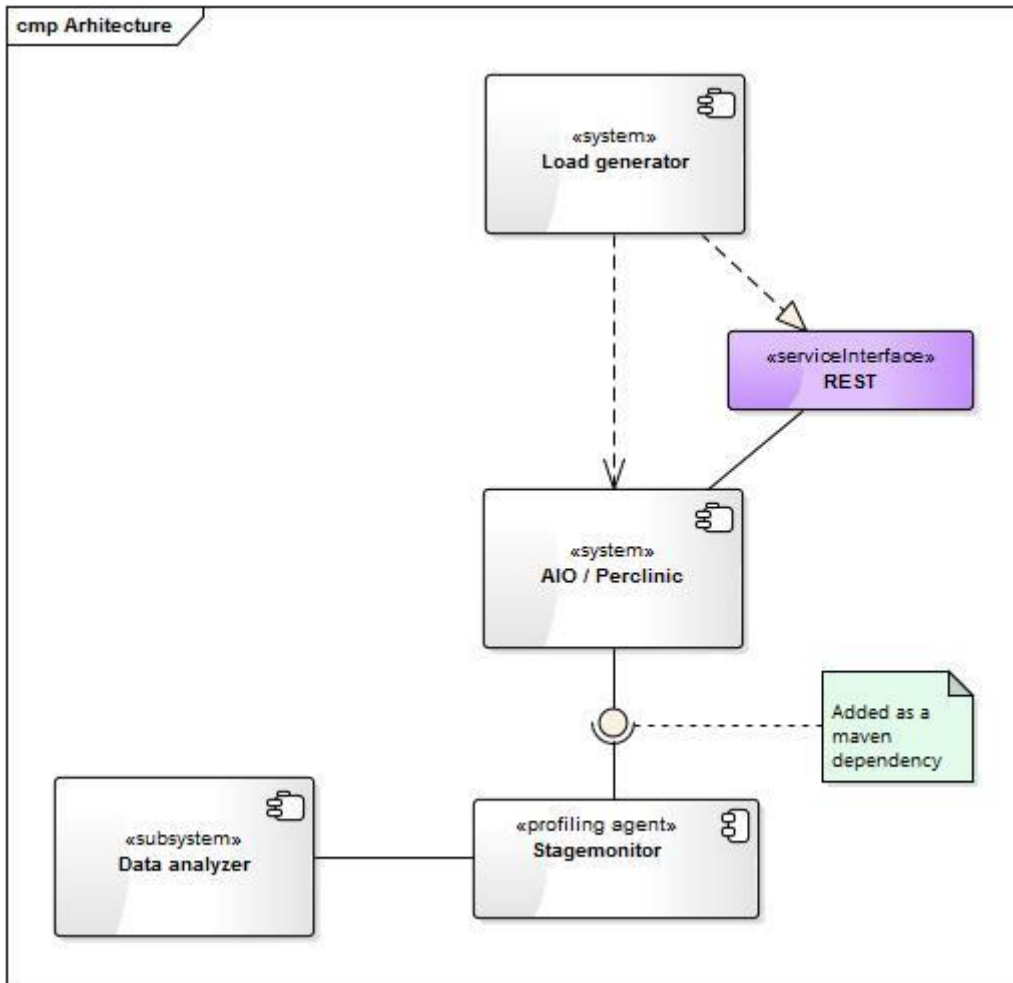 cmp Arhitecture
«system»
Load generator
«serviceInterface»
REST
«system»
AIO / Perclinic
Added as a
maven
dependency
«profiling agent»
Stagemonitor
«subsystem»
Data analyzer